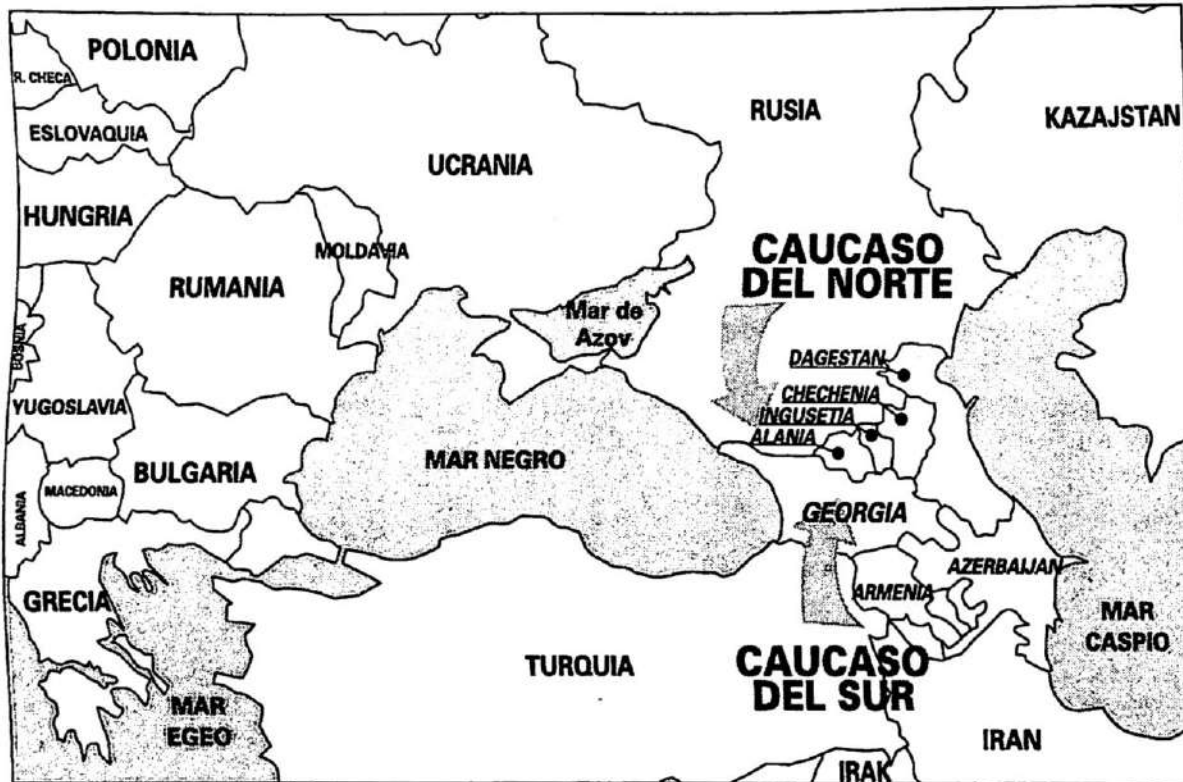 POLONIA
R. CHECA
RUSIA
KAZAJSTAN
ESLOVAQUIA
UCRANIA
HUNGRIA
MOLDAVIA
RUMANIA
CAUCASO
DEL NORTE
Mar de
Azov
BOSNIA
DAGESTAN
CHECHENIA
INGUSETIA
ALANIA
YUGOSLAVIA
BULGARIA
MAR NEGRO
MACEDONIA
ALBANIA
GEORGIA
AZERBAIJAN
ARMENIA
GRECIA
MAR
CASPIO
TURQUIA
CAUCASO
DEL SUR
MAR
EGEO
IRAN
IRAK